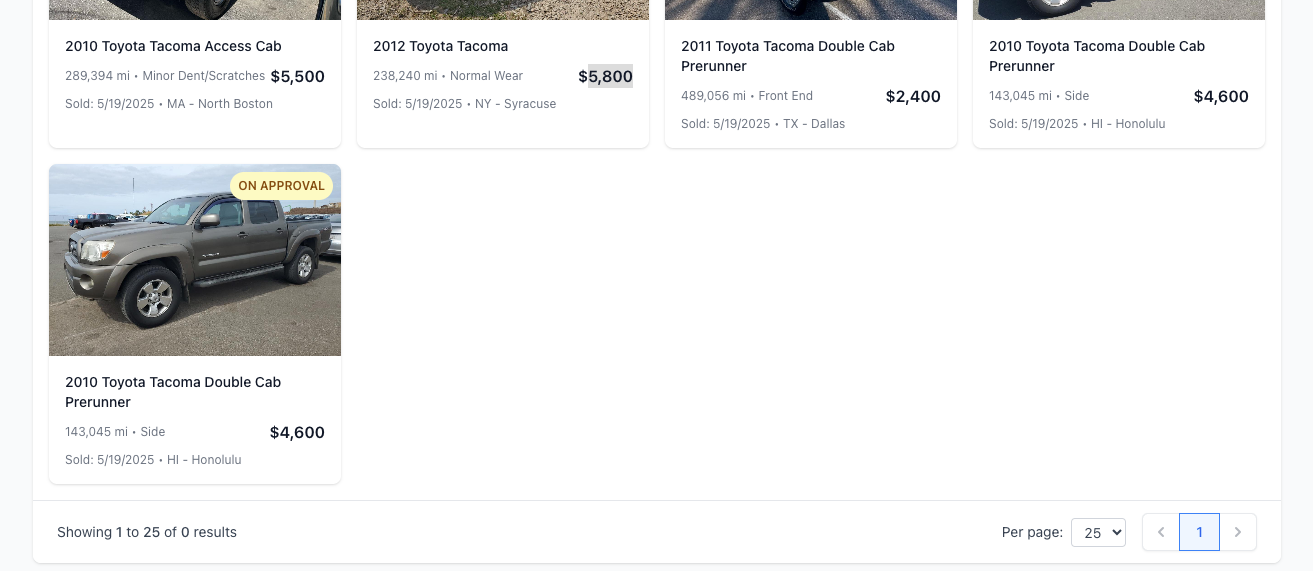 2010 Toyota Tacoma Access Cab
289,394 mi • Minor Dent/Scratches $5,500
Sold: 5/19/2025 • MA - North Boston
2012 Toyota Tacoma
238,240 mi • Normal Wear $5,800
Sold: 5/19/2025 • NY - Syracuse
2011 Toyota Tacoma Double Cab
Prerunner
489,056 mi • Front End $2,400
Sold: 5/19/2025 • TX - Dallas
2010 Toyota Tacoma Double Cab
Prerunner
143,045 mi • Side $4,600
Sold: 5/19/2025 • HI - Honolulu
ON APPROVAL
2010 Toyota Tacoma Double Cab
Prerunner
143,045 mi • Side $4,600
Sold: 5/19/2025 • HI - Honolulu
Showing 1 to 25 of 0 results
Per page: 25
1